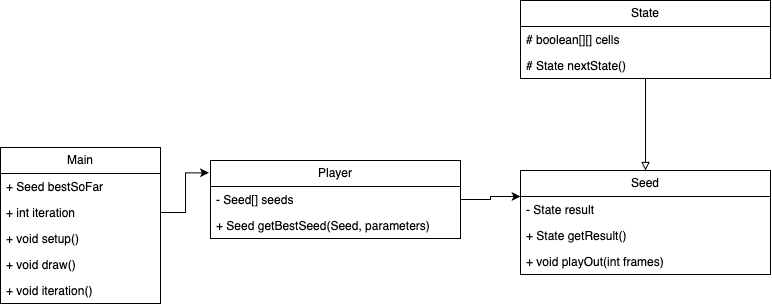 State
# boolean[][] cells
# State nextState()
Main
+ Seed bestSoFar
+ int iteration
+ void setup()
+ void draw()
+ void iteration()
Player
- Seed[] seeds
+ Seed getBestSeed(Seed, parameters)
Seed
- State result
+ State getResult()
+ void playOut(int frames)